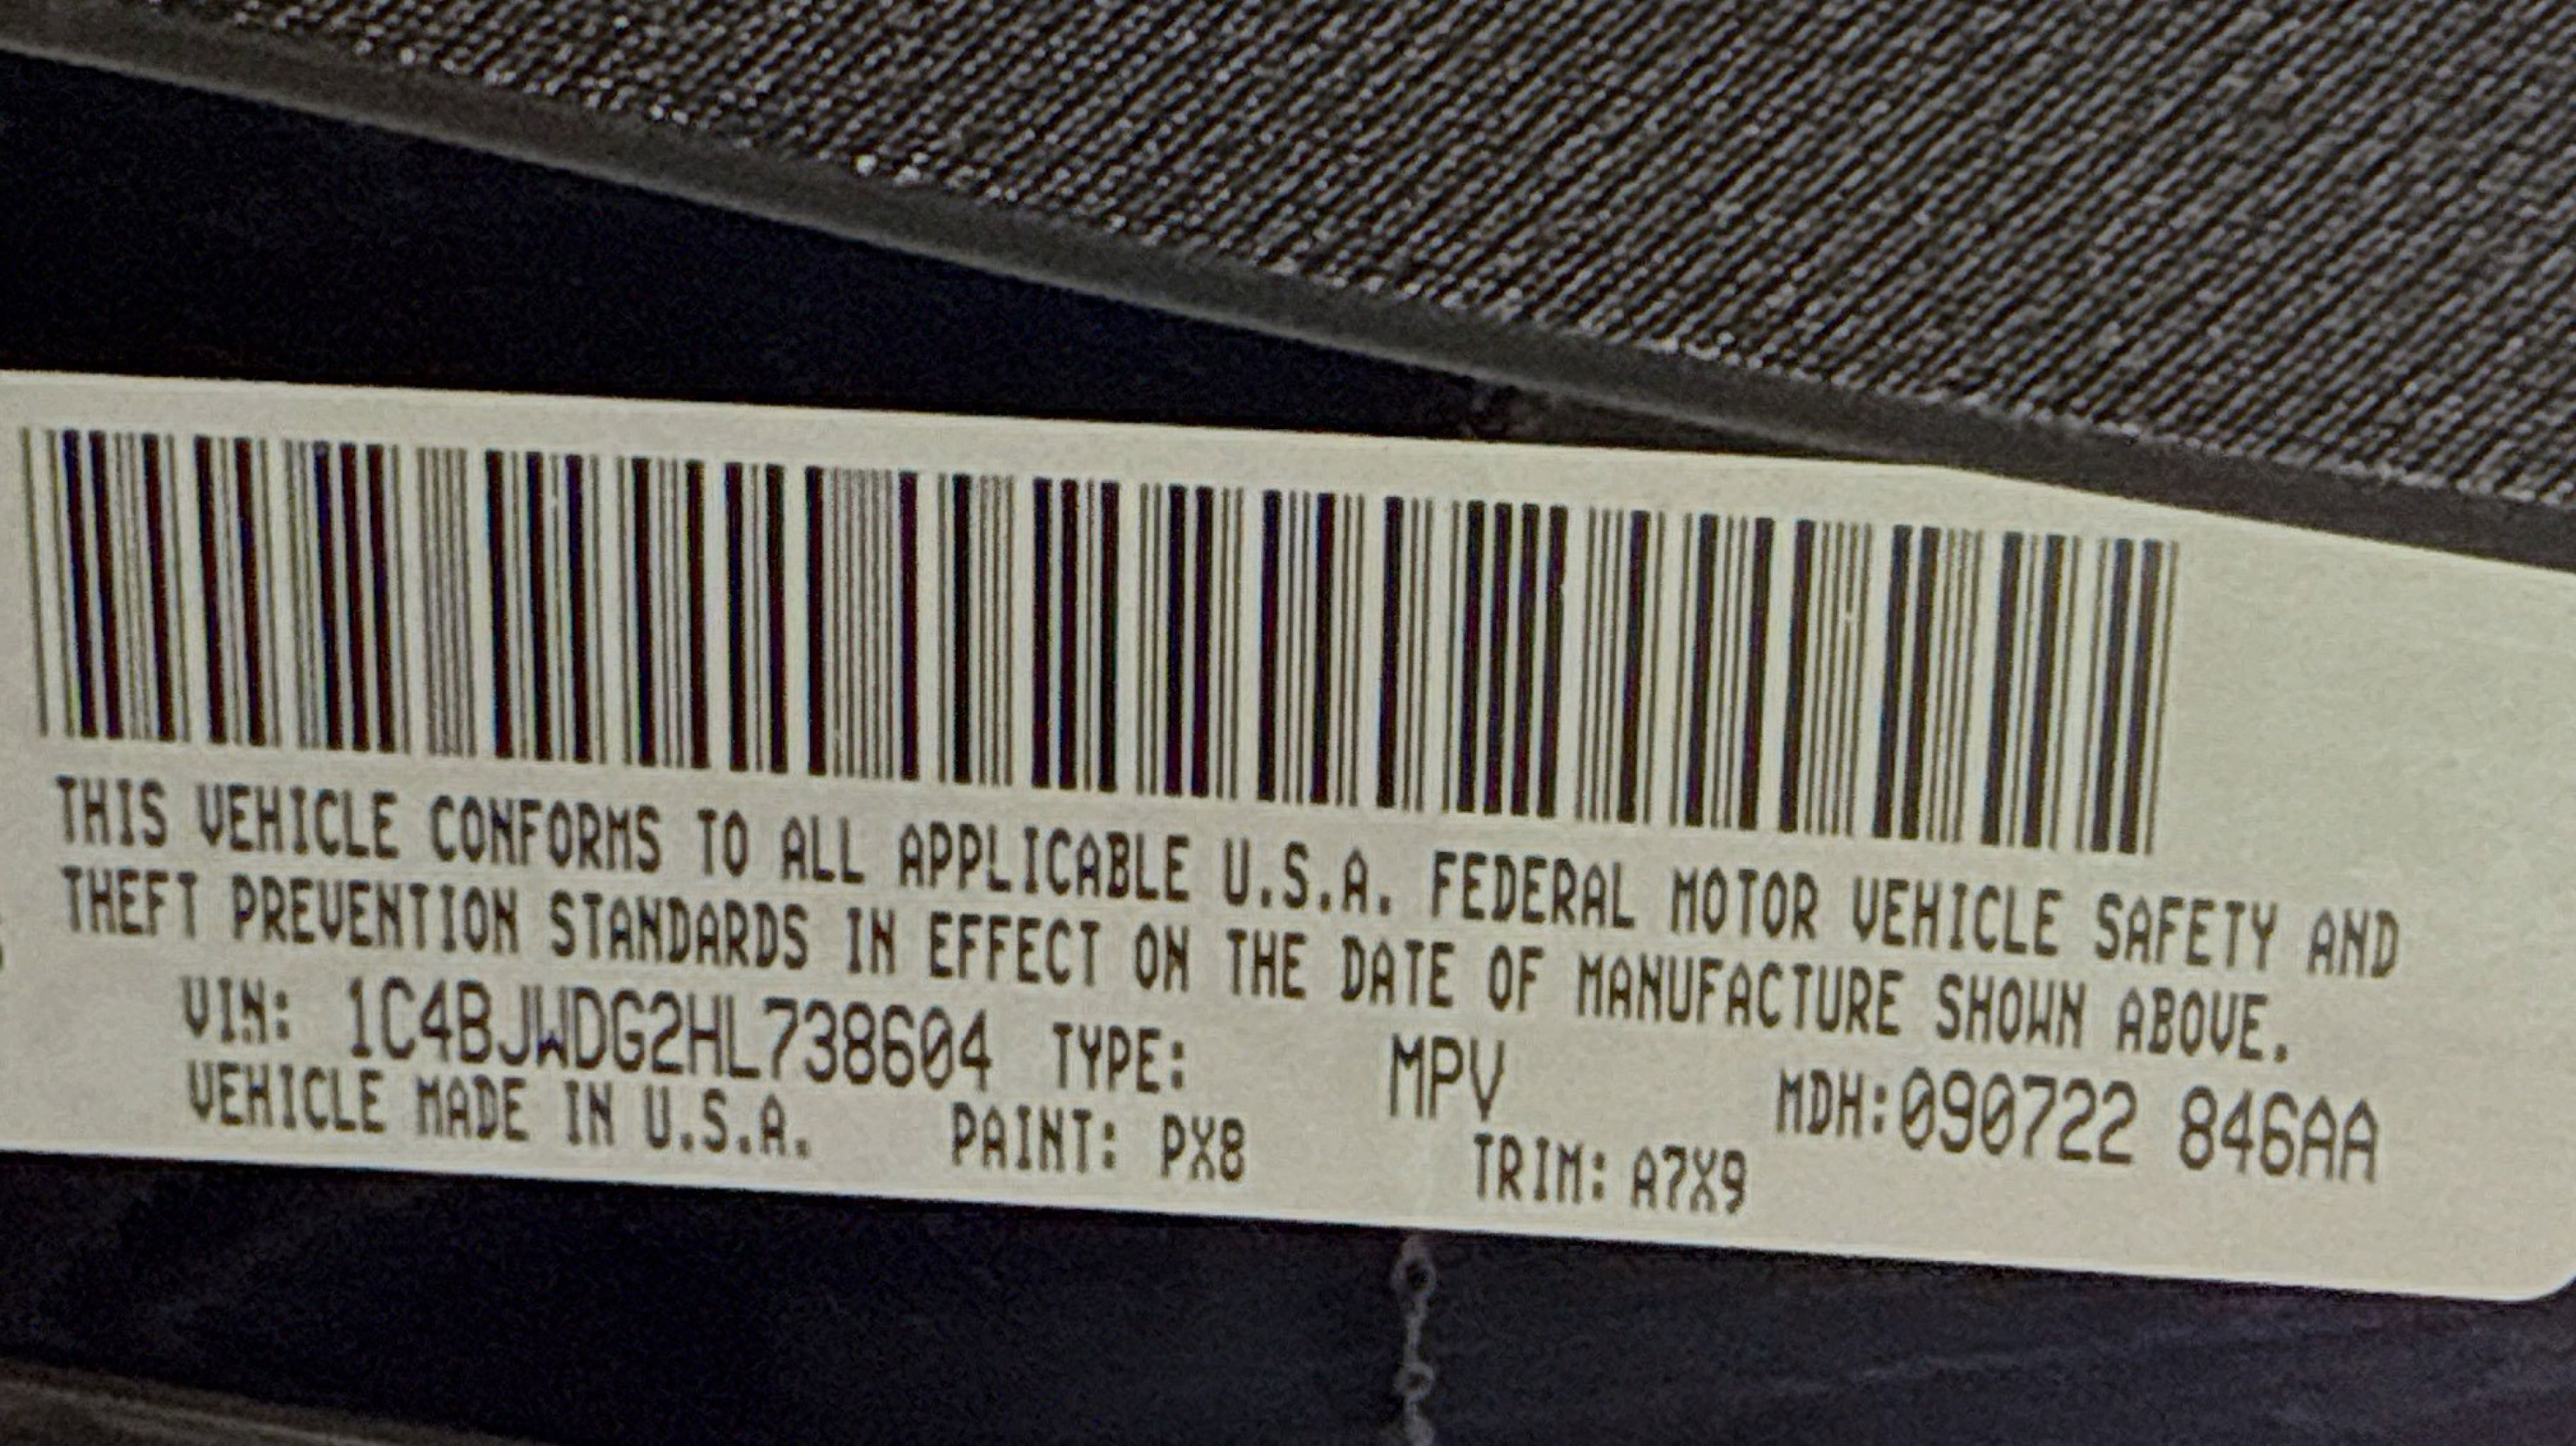 THIS VEHICLE CONFORMS TO ALL APPLICABLE U.S.A. FEDERAL MOTOR VEHICLE SAFETY AND
THEFT PREVENTION STANDARDS IN EFFECT ON THE DATE OF MANUFACTURE SHOWN ABOVE.
VIN: 1C4BJWDG2HL738604 TYPE: MPV MDH:090722 846AA
VEHICLE MADE IN U.S.A. PAINT: PX8 TRIM: A7X9